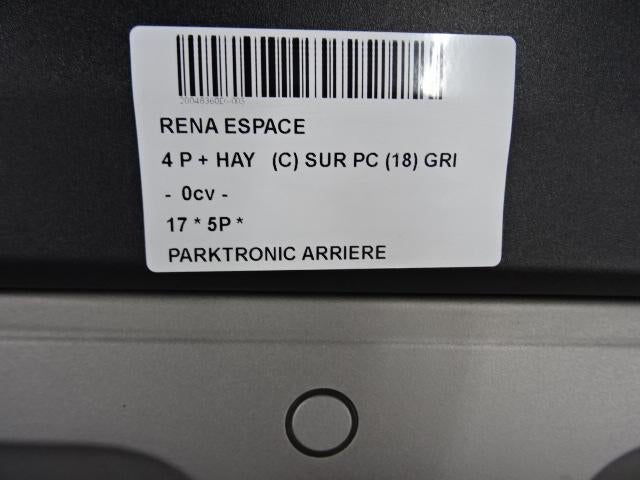 RENA ESPACE
4 P + HAY (C) SUR PC (18) GRI
- 0cv -
17 * 5P *
PARKTRONIC ARRIERE